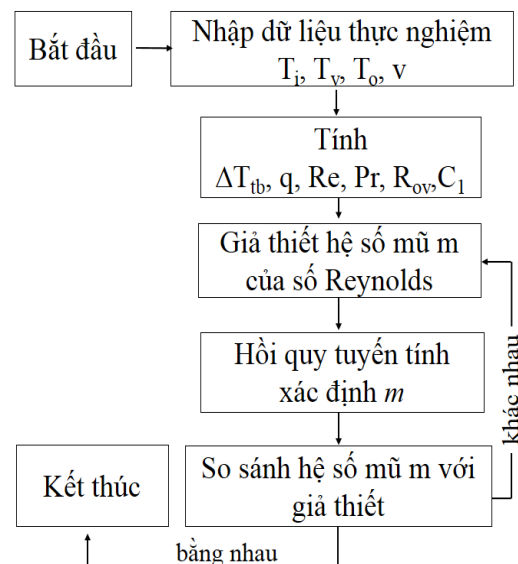 Bắt đầu
Nhập dữ liệu thực nghiệm
Tᵢ, Tᵥ, Tₒ, v
Tính
ΔT_tb, q, Re, Pr, R_ov,C₁
Giả thiết hệ số mũ m
của số Reynolds
Hồi quy tuyến tính
xác định m
So sánh hệ số mũ m với
giả thiết
khác nhau
bằng nhau
Kết thúc